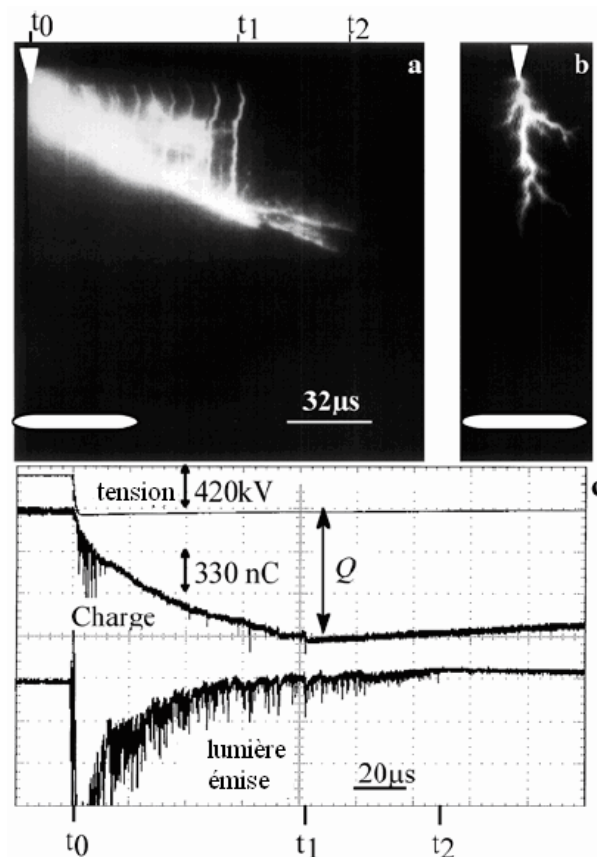 t0 t1 t2
a
b
32µs
c
tension 420kV
330 nC
Q
Charge
lumière
émise
20µs
t0 t1 t2